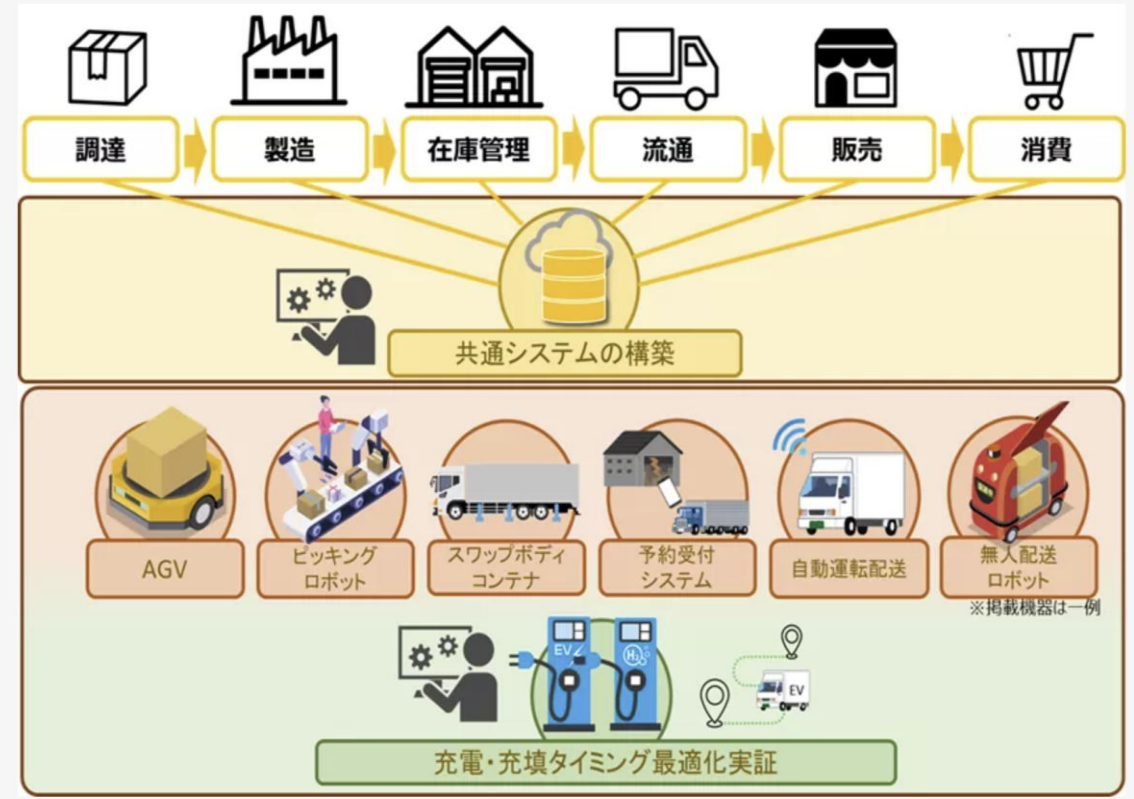 調達
製造
在庫管理
流通
販売
消費
共通システムの構築
AGV
ピッキング
ロボット
スワップボディ
コンテナ
予約受付
システム
自動運転配送
無人配送
ロボット
※掲載機器は一例
EV
H₂
EV
充電・充填タイミング最適化実証